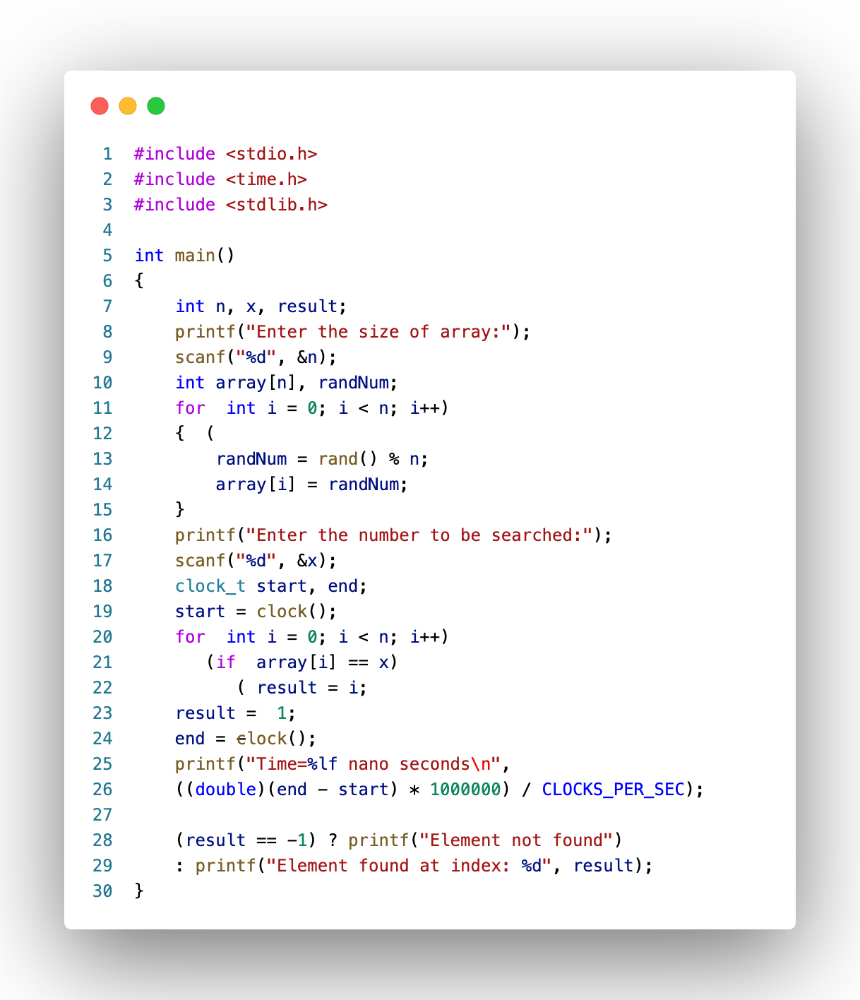 1 #include <stdio.h>
2 #include <time.h>
3 #include <stdlib.h>
4
5 int main()
6 {
7     int n, x, result;
8     printf("Enter the size of array:");
9     scanf("%d", &n);
10     int array[n], randNum;
11     for  int i = 0; i < n; i++)
12     {  (
13         randNum = rand() % n;
14         array[i] = randNum;
15     }
16     printf("Enter the number to be searched:");
17     scanf("%d", &x);
18     clock_t start, end;
19     start = clock();
20     for  int i = 0; i < n; i++)
21        (if  array[i] == x)
22           ( result = i;
23     result =  1;
24     end = clock();
25     printf("Time=%lf nano seconds\n",
26     ((double)(end - start) * 1000000) / CLOCKS_PER_SEC);
27
28     (result == -1) ? printf("Element not found")
29     : printf("Element found at index: %d", result);
30 }